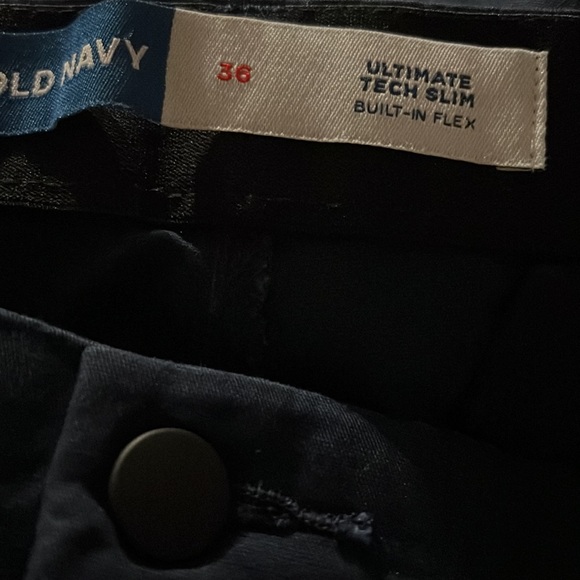 OLD NAVY
36
ULTIMATE
TECH SLIM
BUILT-IN FLEX